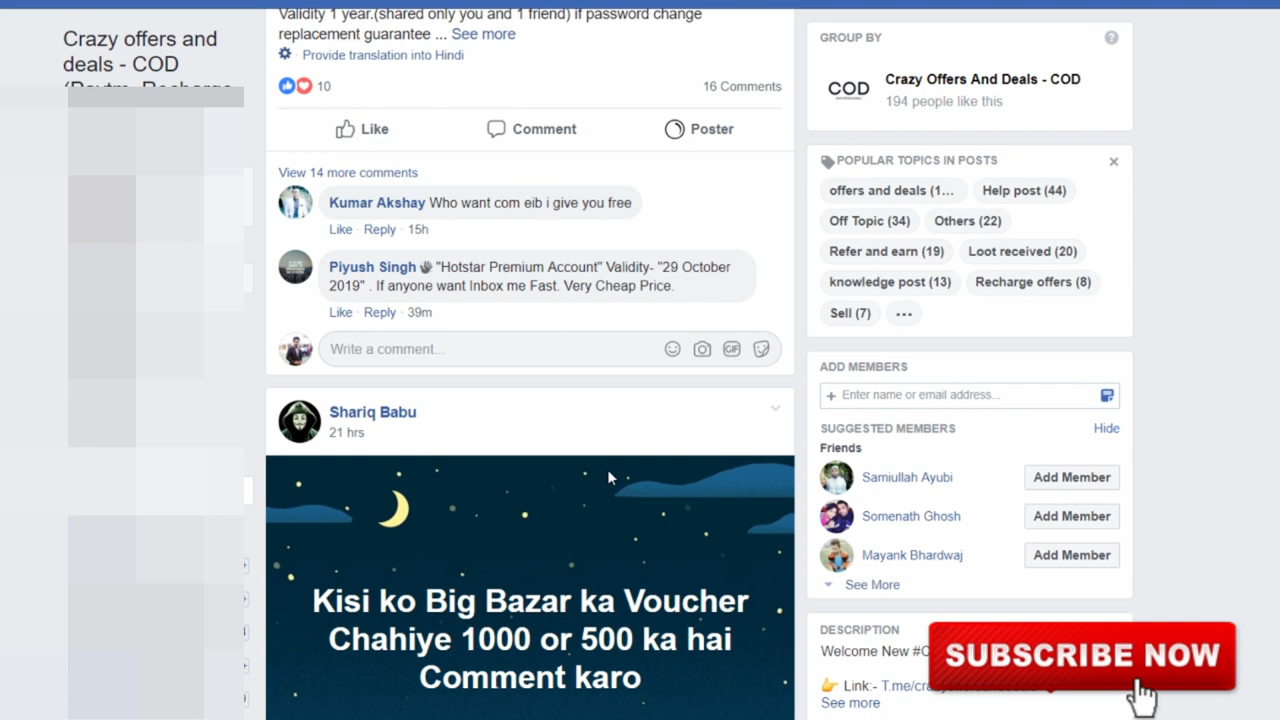 Crazy offers and
deals - COD
Validity 1 year.(shared only you and 1 friend) if password change
replacement guarantee ... See more
Provide translation into Hindi
10
16 Comments
Like
Comment
Poster
View 14 more comments
Kumar Akshay Who want com eib i give you free
Like · Reply · 15h
Piyush Singh "Hotstar Premium Account" Validity- "29 October
2019" . If anyone want Inbox me Fast. Very Cheap Price.
Like · Reply · 39m
Write a comment...
GIF
Shariq Babu
21 hrs
Kisi ko Big Bazar ka Voucher
Chahiye 1000 or 500 ka hai
Comment karo
GROUP BY
?
COD
Crazy Offers And Deals - COD
194 people like this
POPULAR TOPICS IN POSTS
offers and deals (1...
Help post (44)
Off Topic (34)
Others (22)
Refer and earn (19)
Loot received (20)
knowledge post (13)
Recharge offers (8)
Sell (7)
...
ADD MEMBERS
+ Enter name or email address...
SUGGESTED MEMBERS
Hide
Friends
Samiullah Ayubi
Add Member
Somenath Ghosh
Add Member
Mayank Bhardwaj
Add Member
See More
DESCRIPTION
Welcome New
Link:-
See more
SUBSCRIBE NOW